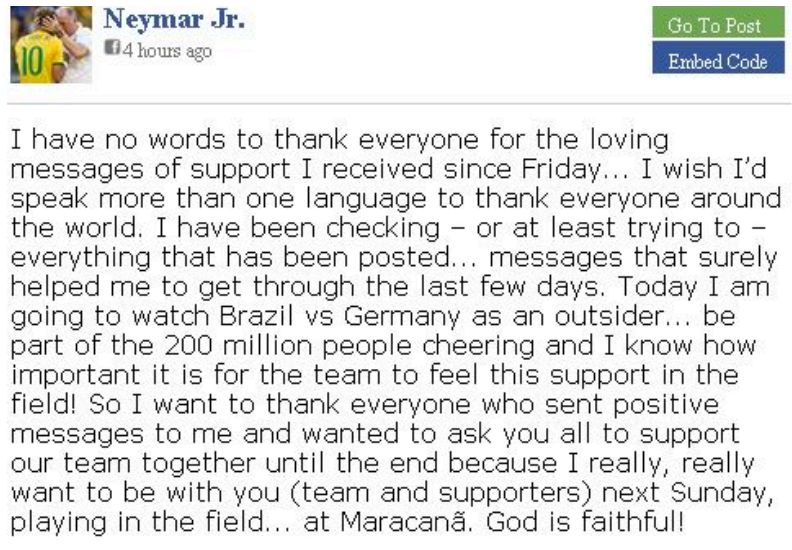 Neymar Jr.
4 hours ago
Go To Post
Embed Code
10
I have no words to thank everyone for the loving
messages of support I received since Friday... I wish I'd
speak more than one language to thank everyone around
the world. I have been checking – or at least trying to –
everything that has been posted... messages that surely
helped me to get through the last few days. Today I am
going to watch Brazil vs Germany as an outsider... be
part of the 200 million people cheering and I know how
important it is for the team to feel this support in the
field! So I want to thank everyone who sent positive
messages to me and wanted to ask you all to support
our team together until the end because I really, really
want to be with you (team and supporters) next Sunday,
playing in the field... at Maracanã. God is faithful!